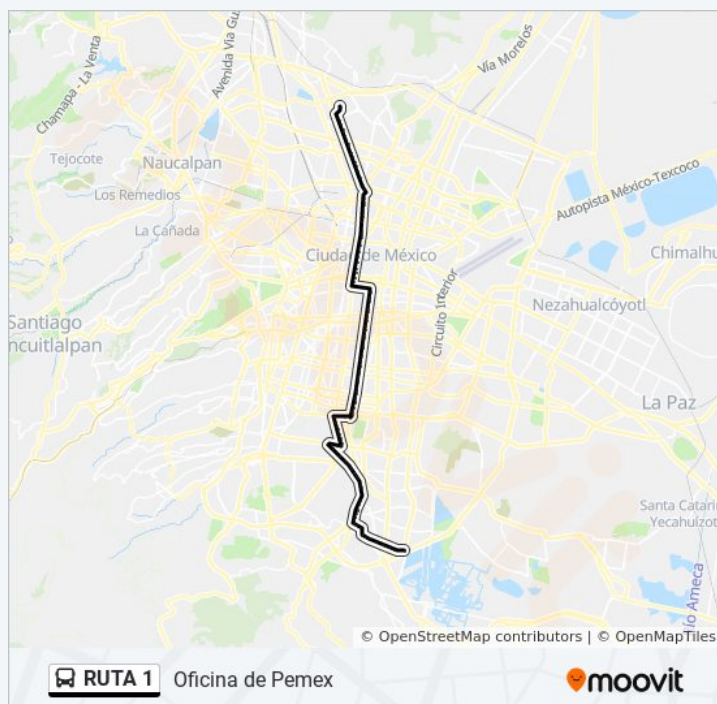 Vía Morelos
Avenida Vía Gu
Chamapa - La Venta
Tejocote
Naucalpan
Los Remedios
La Cañada
Autopista México-Texcoco
Ciudad de México
Chimalhu
Circuito Interior
Nezahualcóyotl
Santiago
ncuitlalpan
La Paz
Santa Catarin
Yecahuizot
ío Ameca
© OpenStreetMap contributors | © OpenMapTiles
RUTA 1 Oficina de Pemex moovit